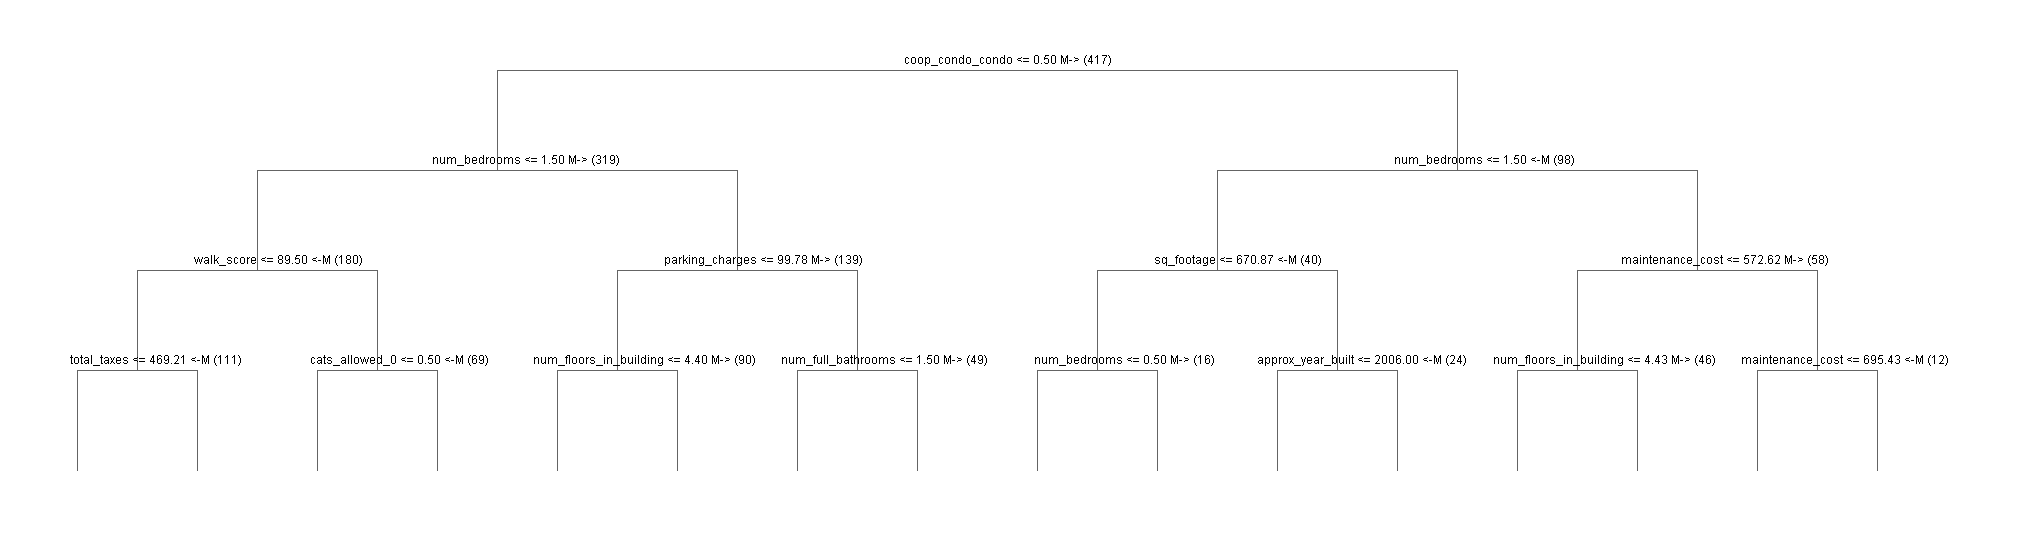 coop_condo_condo <= 0.50 M-> (417)
num_bedrooms <= 1.50 M-> (319)
num_bedrooms <= 1.50 <-M (98)
walk_score <= 89.50 <-M (180)
parking_charges <= 99.78 M-> (139)
sq_footage <= 670.87 <-M (40)
maintenance_cost <= 572.62 M-> (58)
total_taxes <= 469.21 <-M (111)
cats_allowed_0 <= 0.50 <-M (69)
num_floors_in_building <= 4.40 M-> (90)
num_full_bathrooms <= 1.50 M-> (49)
num_bedrooms <= 0.50 M-> (16)
approx_year_built <= 2006.00 <-M (24)
num_floors_in_building <= 4.43 M-> (46)
maintenance_cost <= 695.43 <-M (12)